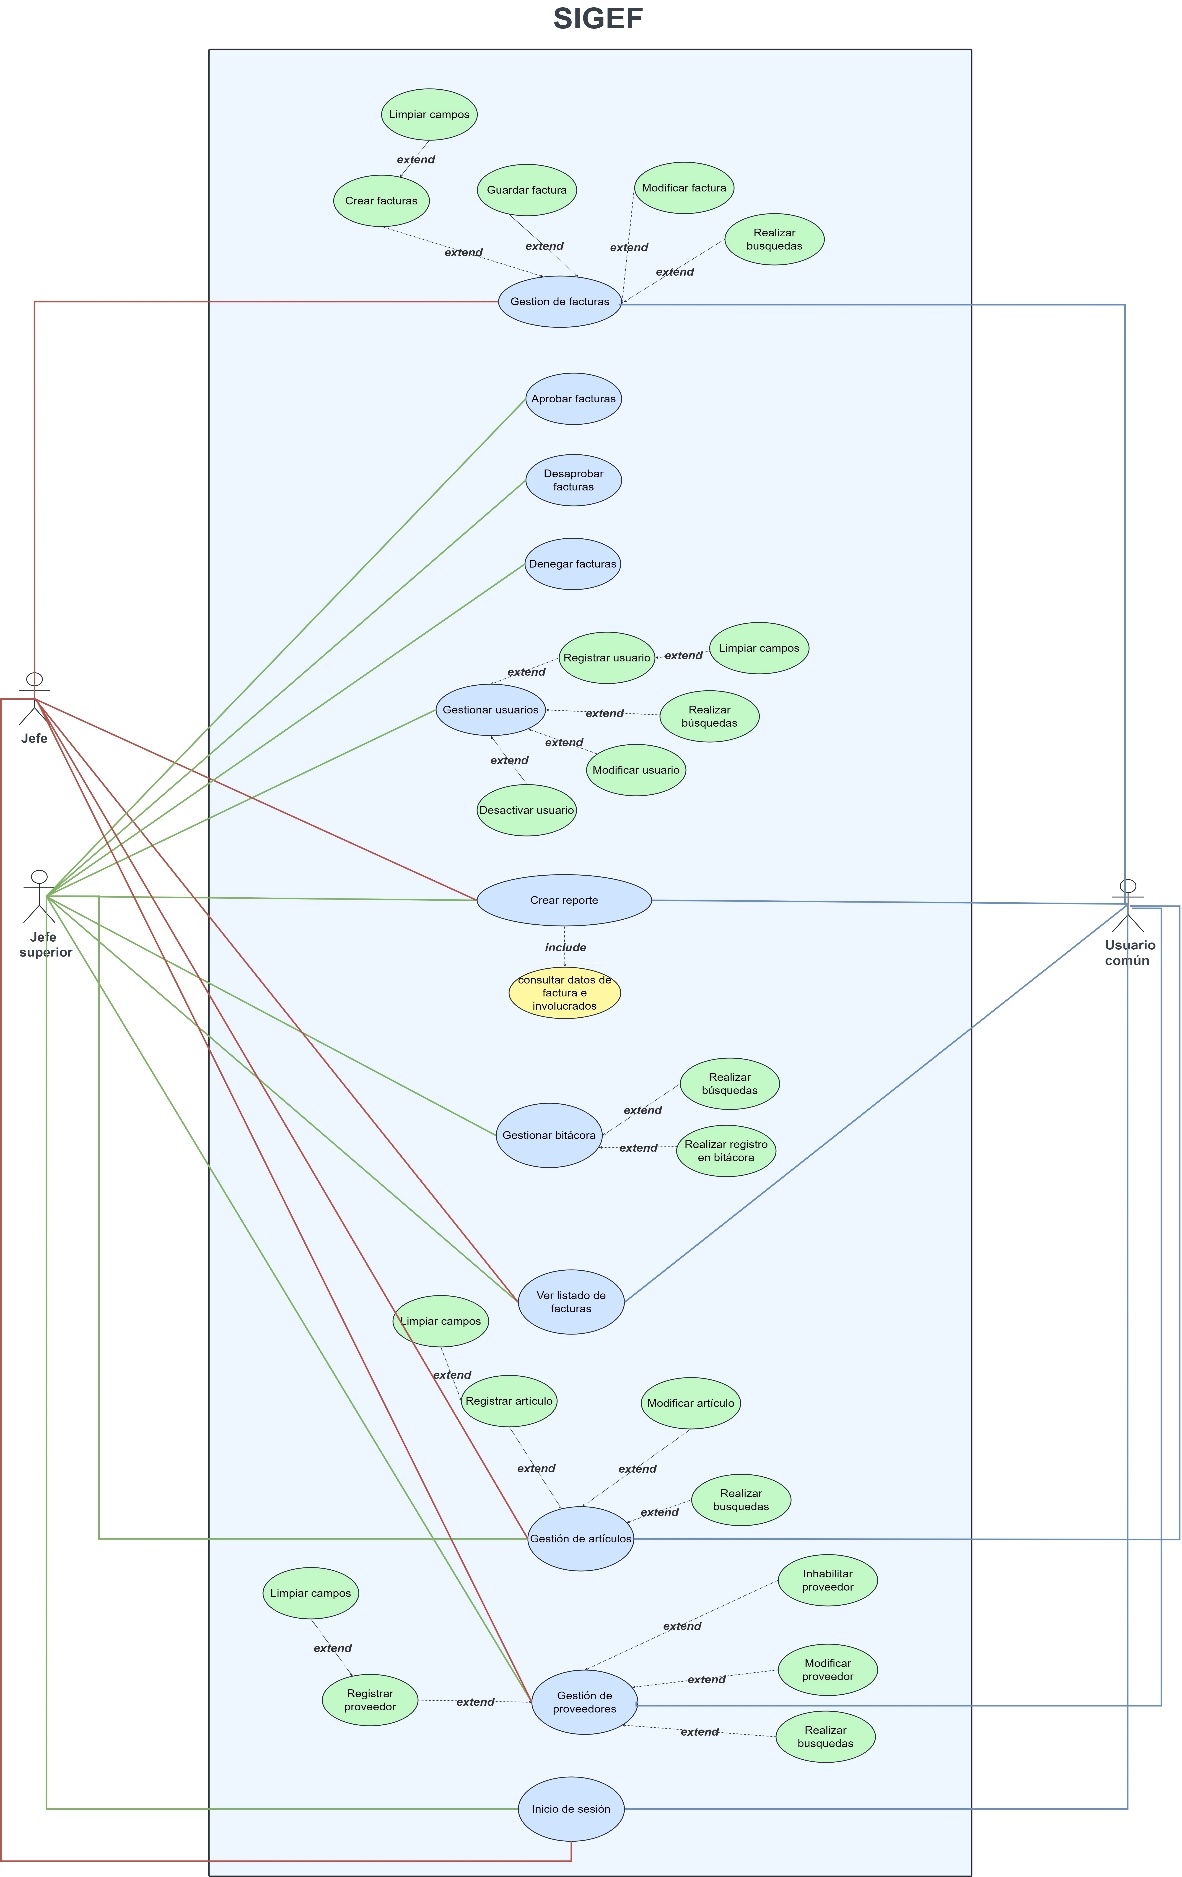 SIGEF
Limpiar campos
extend
Crear facturas
Guardar factura
Modificar factura
Realizar
busquedas
extend
extend
extend
extend
Gestion de facturas
Aprobar facturas
Desaprobar
facturas
Denegar facturas
Registrar usuario
extend
Limpiar campos
extend
Gestionar usuarios
extend
Realizar
búsquedas
extend
Modificar usuario
extend
Desactivar usuario
Jefe
Crear reporte
include
consultar datos de
factura e
involucrados
Jefe
superior
Usuario
común
Realizar
búsquedas
extend
Gestionar bitácora
extend
Realizar registro
en bitácora
Ver listado de
facturas
Limpiar campos
extend
Registrar artículo
Modificar artículo
extend
extend
Realizar
busquedas
extend
Gestión de artículos
Limpiar campos
extend
Registrar
proveedor
extend
Gestión de
proveedores
Inhabilitar
proveedor
extend
Modificar
proveedor
extend
Realizar
busquedas
extend
Inicio de sesión